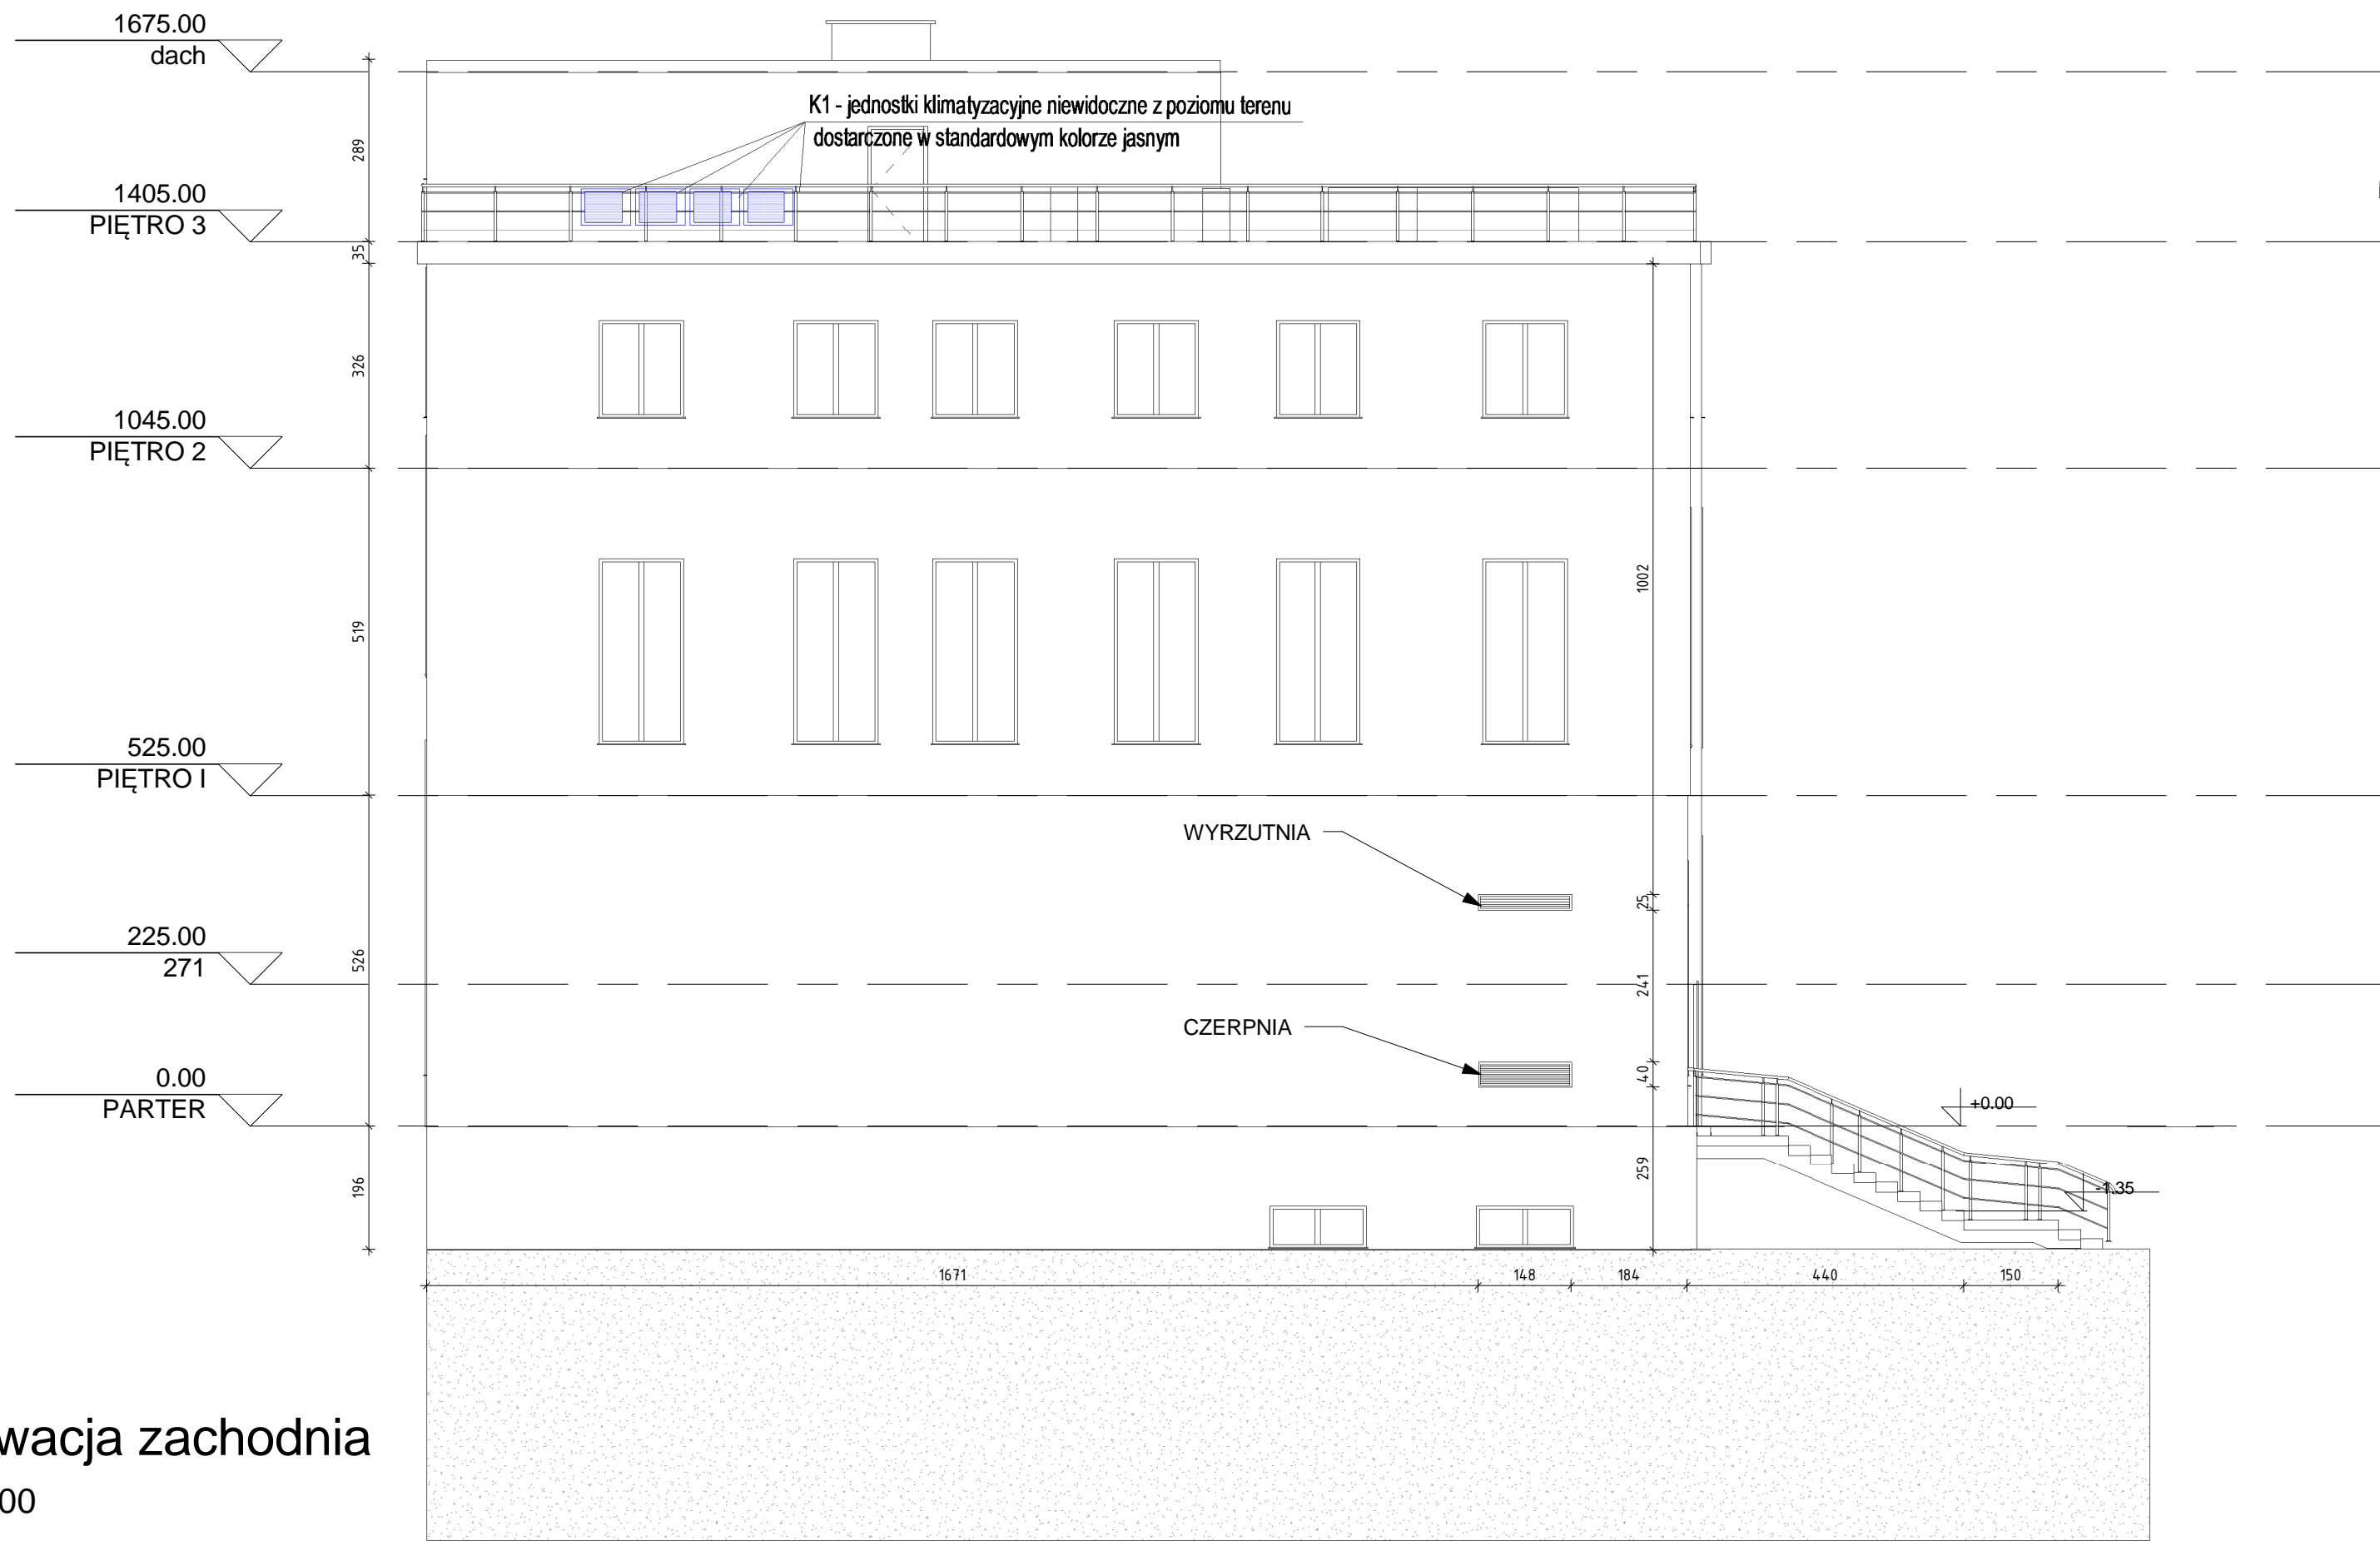 1675.00
dach
K1 - jednostki klimatyzacyjne niewidoczne z poziomu terenu
dostarczone w standardowym kolorze jasnym
289
1405.00
PIĘTRO 3
35
326
1045.00
PIĘTRO 2
519
1002
525.00
PIĘTRO I
WYRZUTNIA
25
225.00
271
526
241
CZERPNIA
40
0.00
PARTER
+0.00
196
259
-1.35
1671
148
184
440
150
wacja zachodnia
00